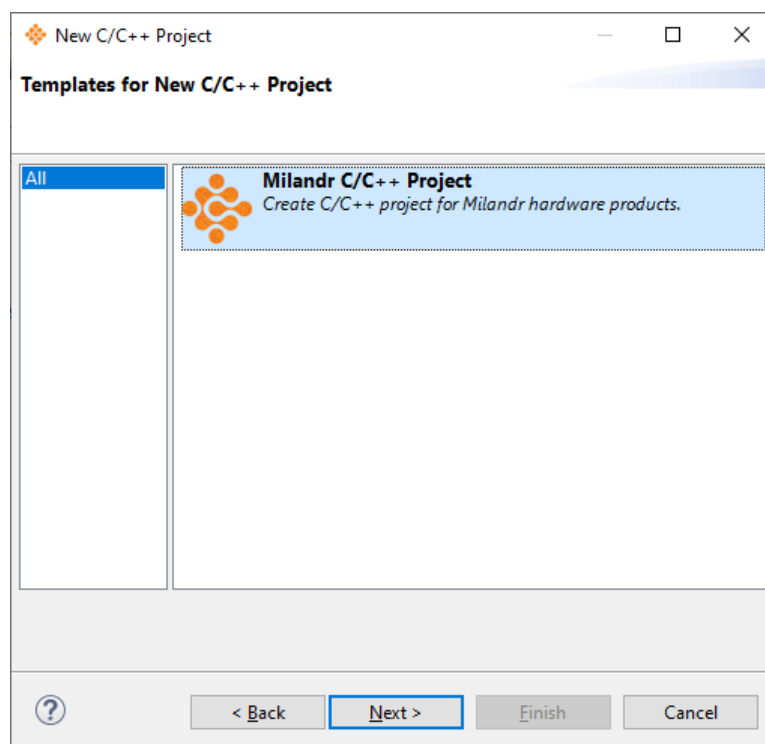 New C/C++ Project
Templates for New C/C++ Project
All
Milandr C/C++ Project
Create C/C++ project for Milandr hardware products.
?
< Back
Next >
Finish
Cancel